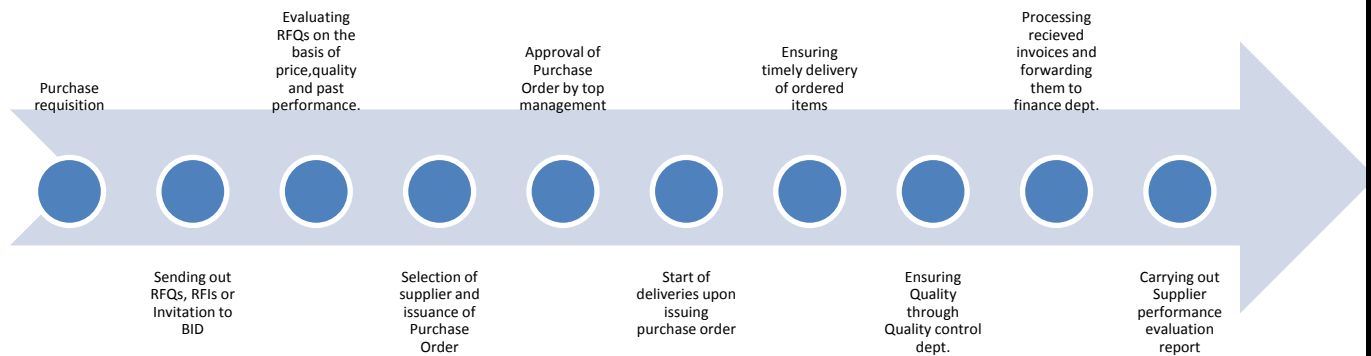 Purchase
requisition
Sending out
RFQs, RFIs or
Invitation to
BID
Evaluating
RFQs on the
basis of
price,quality
and past
performance.
Selection of
supplier and
issuance of
Purchase
Order
Approval of
Purchase
Order by top
management
Start of
deliveries upon
issuing
purchase order
Ensuring
timely delivery
of ordered
items
Ensuring
Quality
through
Quality control
dept.
Processing
recieved
invoices and
forwarding
them to
finance dept.
Carrying out
Supplier
performance
evaluation
report